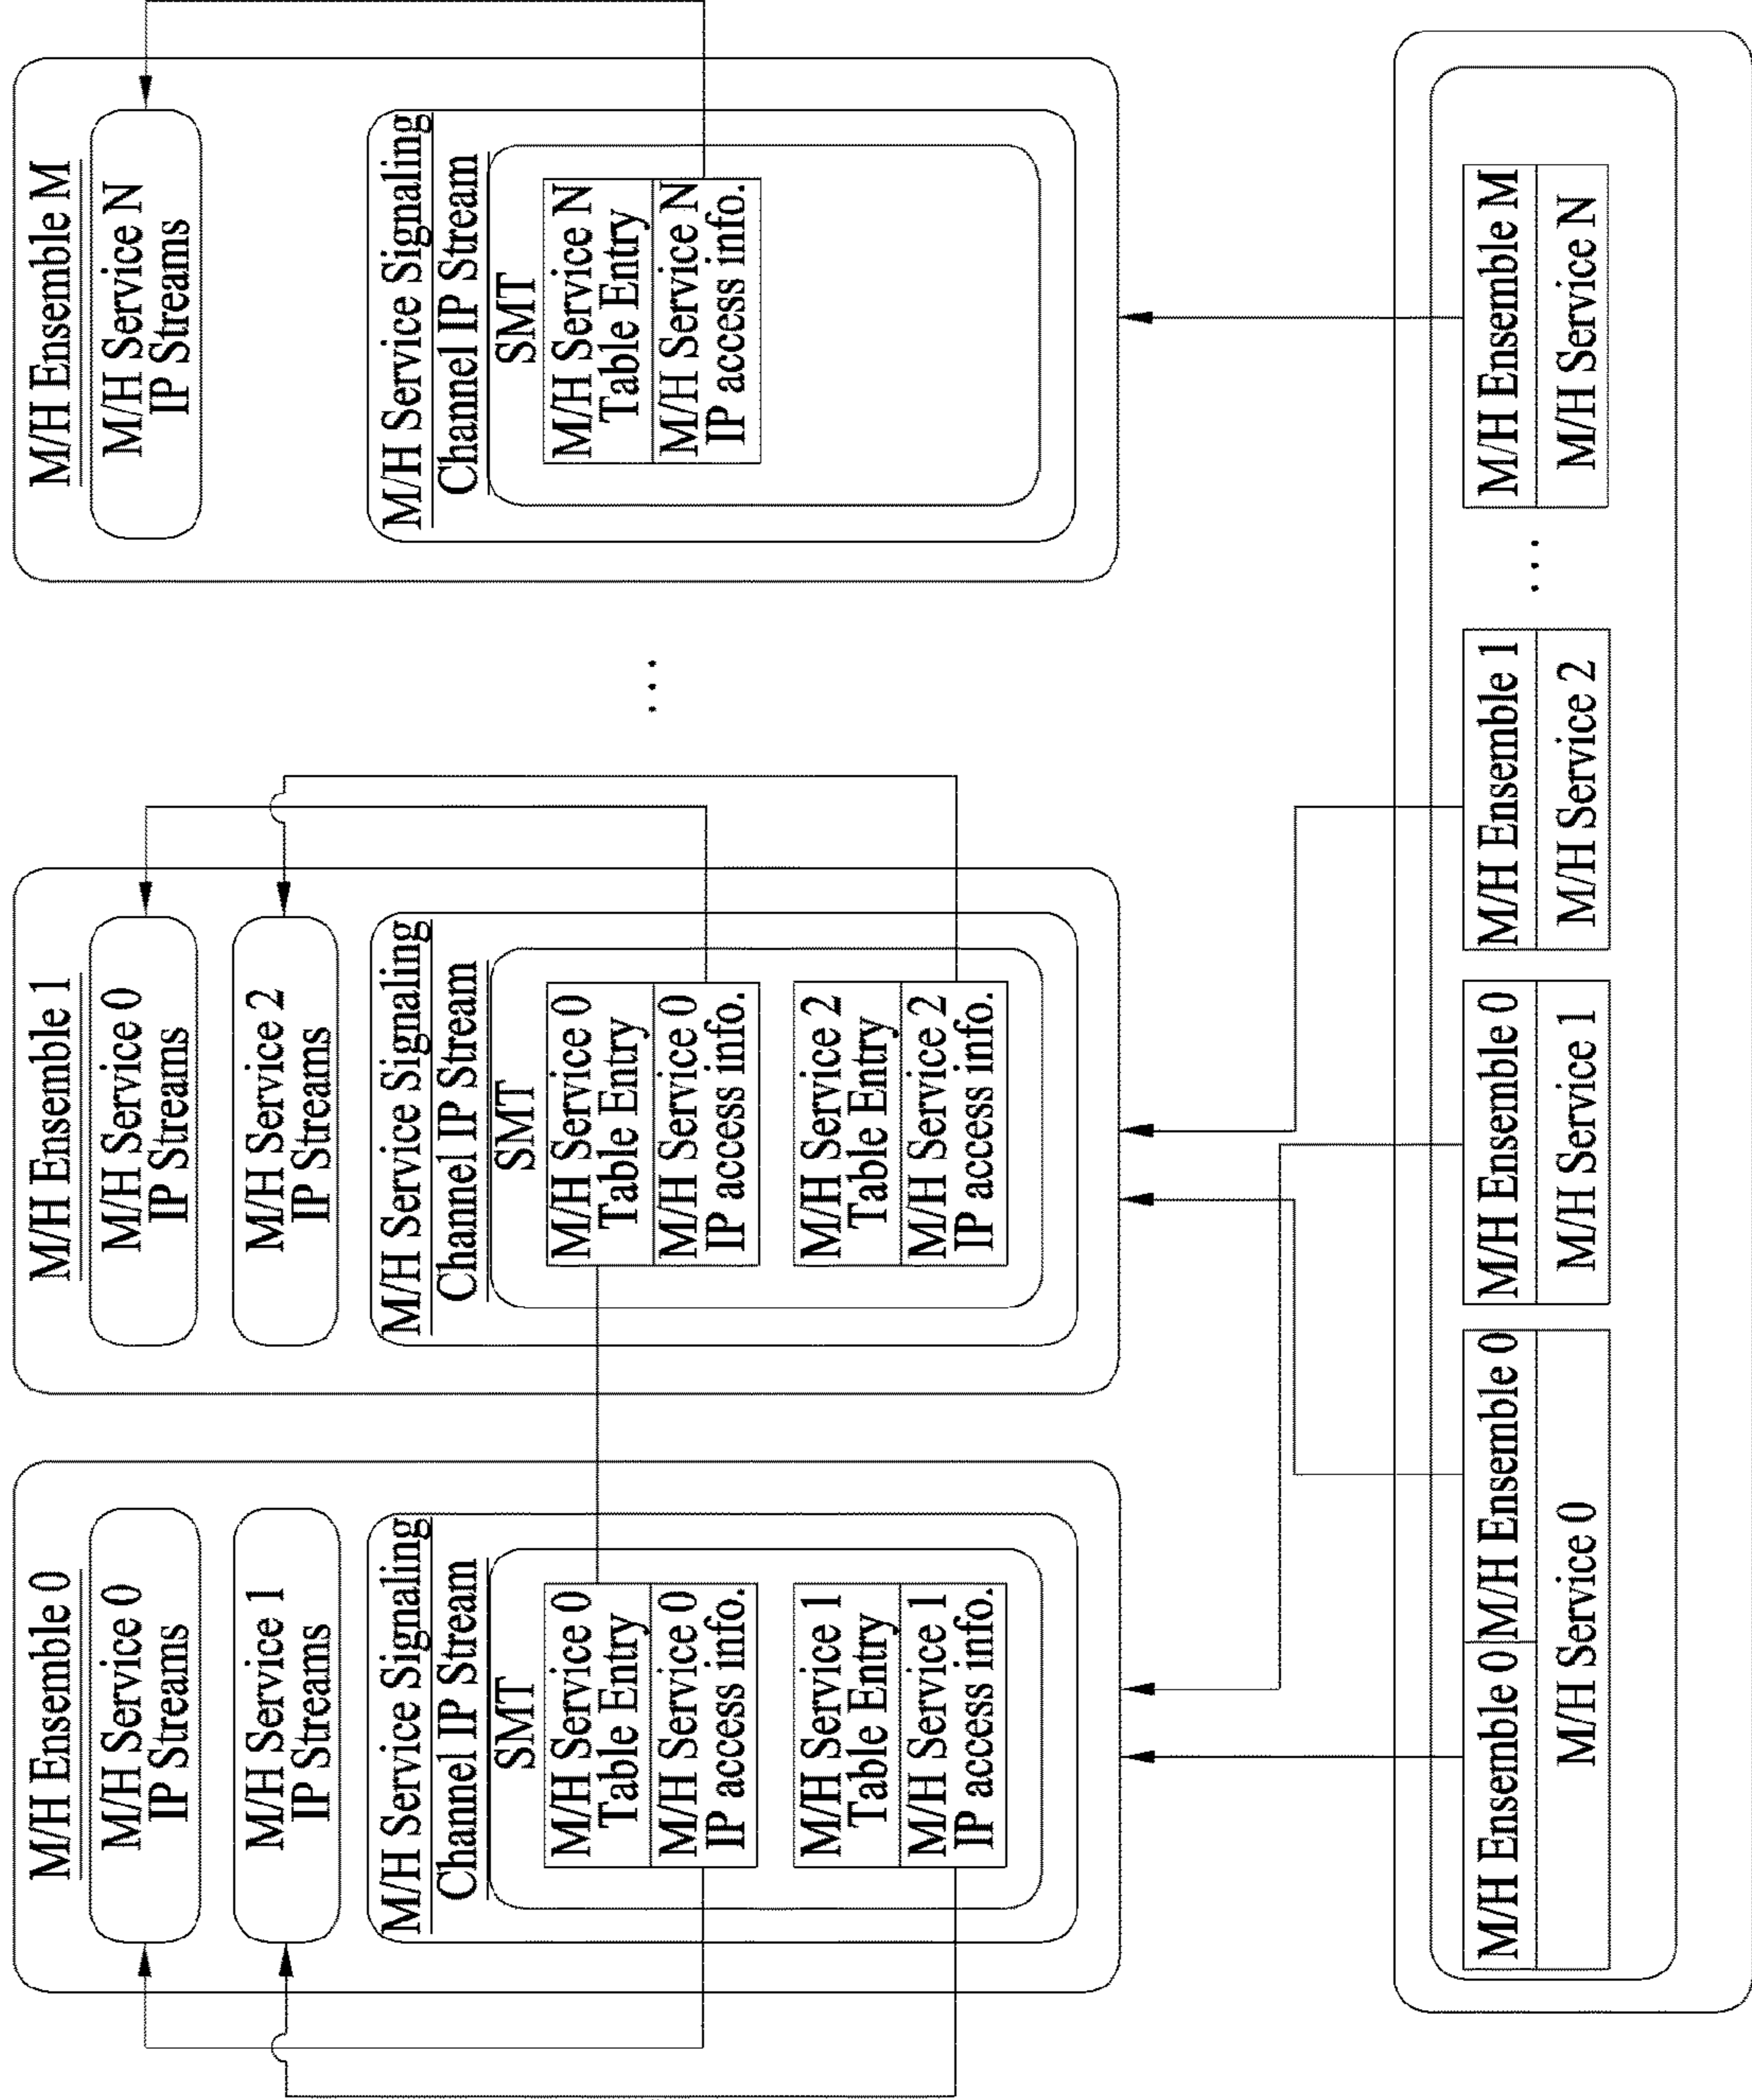 M/H Ensemble 0
M/H Service 0
IP Streams
M/H Service 1
IP Streams
M/H Service Signaling
Channel IP Stream
SMT
M/H Service 0
Table Entry
M/H Service 0
IP access info.
M/H Service 1
Table Entry
M/H Service 1
IP access info.
M/H Ensemble 1
M/H Service 0
IP Streams
M/H Service 2
IP Streams
M/H Service Signaling
Channel IP Stream
SMT
M/H Service 0
Table Entry
M/H Service 0
IP access info.
M/H Service 2
Table Entry
M/H Service 2
IP access info.
...
M/H Ensemble M
M/H Service N
IP Streams
M/H Service Signaling
Channel IP Stream
SMT
M/H Service N
Table Entry
M/H Service N
IP access info.
M/H Ensemble 0
M/H Ensemble 0
M/H Service 0
M/H Ensemble 0
M/H Service 1
M/H Ensemble 1
M/H Service 2
...
M/H Ensemble M
M/H Service N